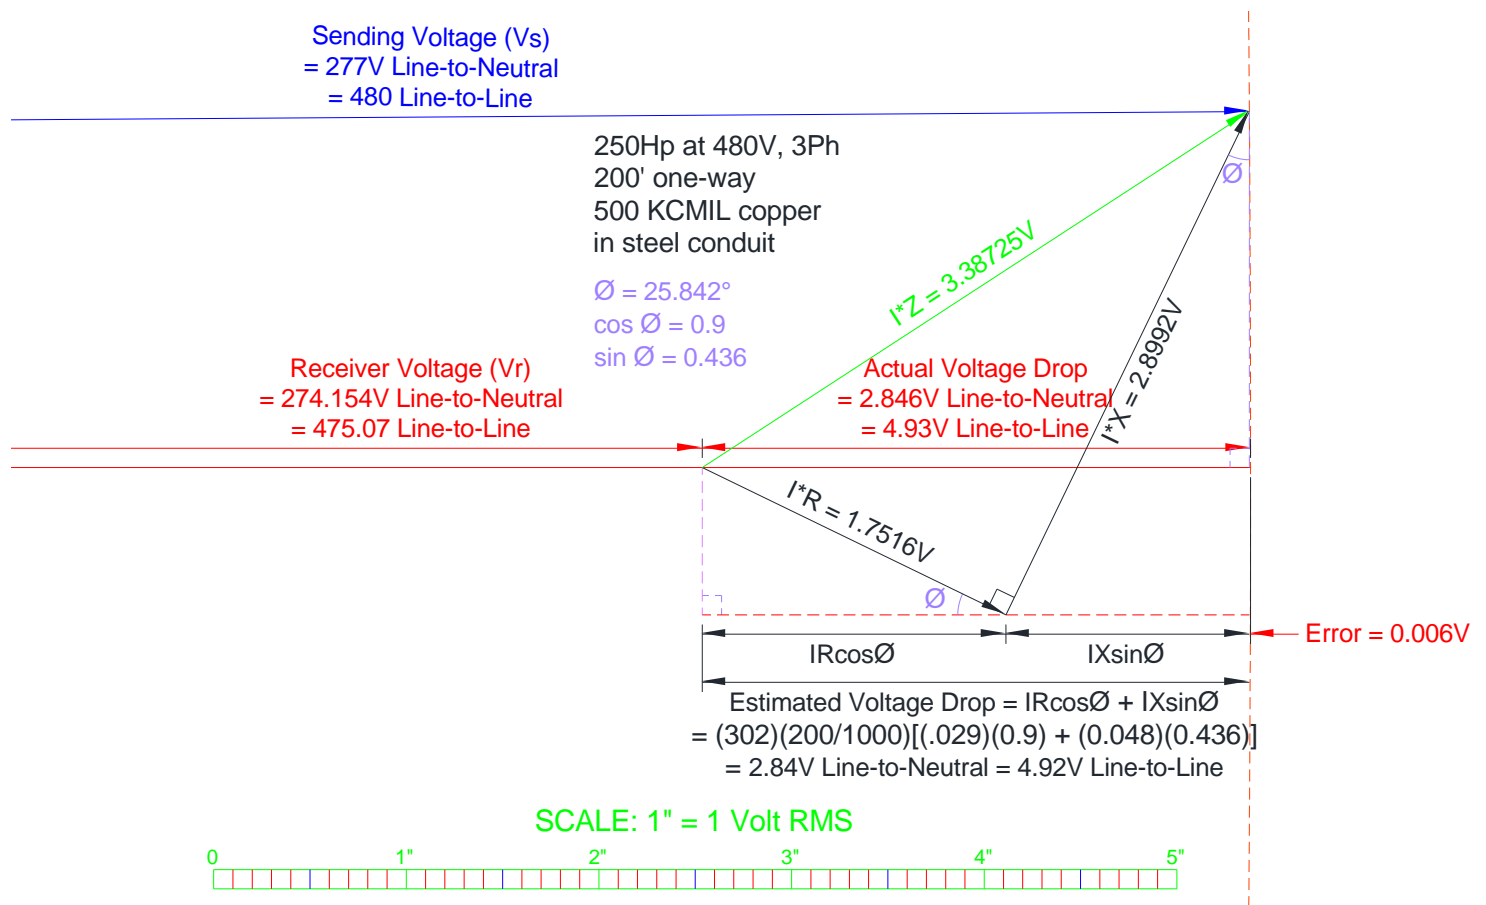 Sending Voltage (Vs)
= 277V Line-to-Neutral
= 480 Line-to-Line
250Hp at 480V, 3Ph
200' one-way
500 KCMIL copper
in steel conduit
Ø
Ø = 25.842°
cos Ø = 0.9
sin Ø = 0.436
I*Z = 3.38725V
I*X = 2.8992V
Receiver Voltage (Vr)
= 274.154V Line-to-Neutral
= 475.07 Line-to-Line
Actual Voltage Drop
= 2.846V Line-to-Neutral
= 4.93V Line-to-Line
I*R = 1.7516V
Ø
IRcosØ
IXsinØ
Error = 0.006V
Estimated Voltage Drop = IRcosØ + IXsinØ
= (302)(200/1000)[(.029)(0.9) + (0.048)(0.436)]
= 2.84V Line-to-Neutral = 4.92V Line-to-Line
SCALE: 1" = 1 Volt RMS
0 1" 2" 3" 4" 5"